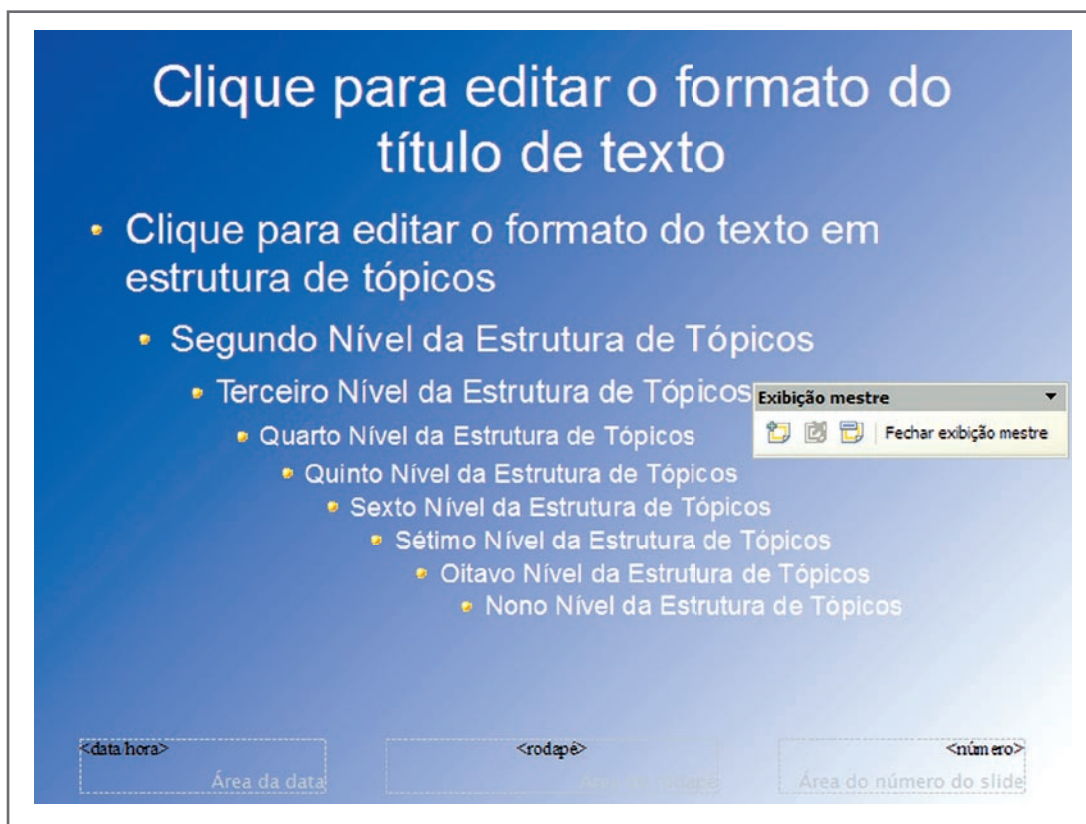 Clique para editar o formato do
título de texto
Clique para editar o formato do texto em
estrutura de tópicos
Segundo Nível da Estrutura de Tópicos
Terceiro Nível da Estrutura de Tópicos
Exibição mestre
Fechar exibição mestre
Quarto Nível da Estrutura de Tópicos
Quinto Nível da Estrutura de Tópicos
Sexto Nível da Estrutura de Tópicos
Sétimo Nível da Estrutura de Tópicos
Oitavo Nível da Estrutura de Tópicos
Nono Nível da Estrutura de Tópicos
<data/hora>
Área da data
<rodapé>
<número>
Área do número do slide